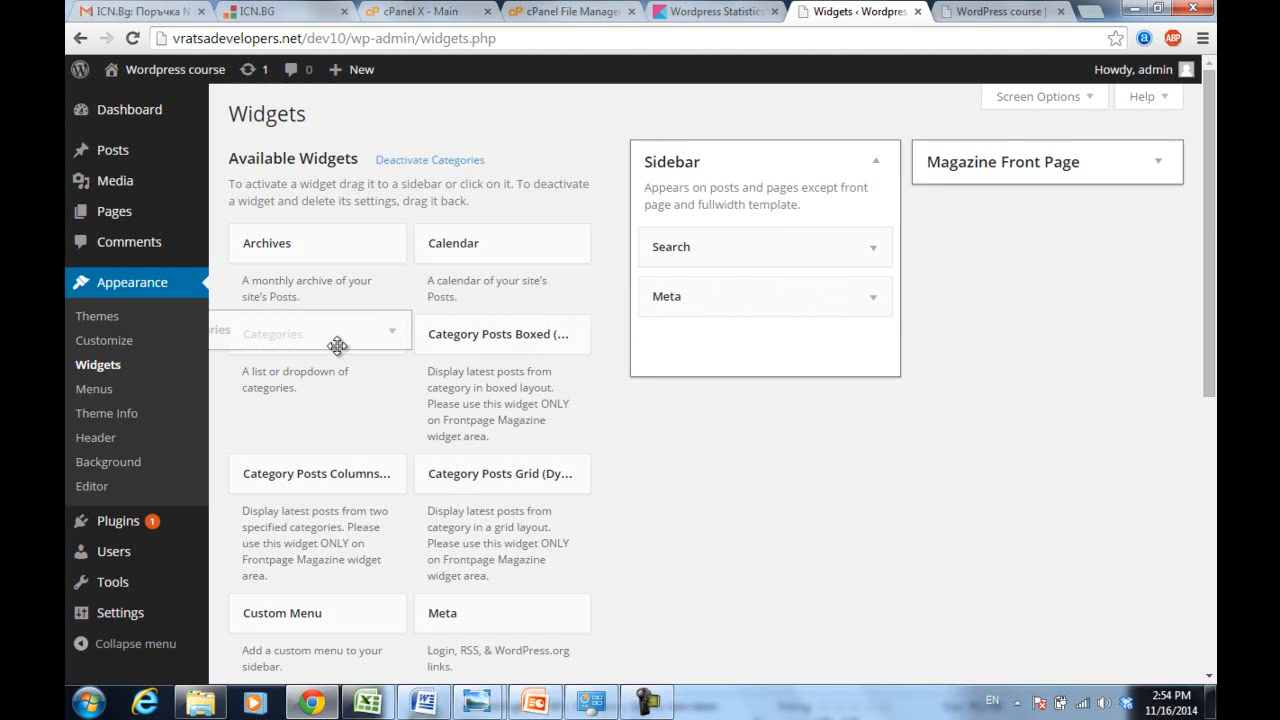 ICN.Bg: Поръчка №
ICN.BG
cPanel X - Main
cPanel File Manager
Wordpress Statistics
Widgets ‹ Wordpress
WordPress course |
vratsadevelopers.net/dev10/wp-admin/widgets.php
Wordpress course 1 0 New Howdy, admin
Dashboard
Posts
Media
Pages
Comments
Appearance
Themes
Customize
Widgets
Menus
Theme Info
Header
Background
Editor
Plugins 1
Users
Tools
Settings
Collapse menu
Screen Options
Help
Widgets
Available Widgets Deactivate Categories
To activate a widget drag it to a sidebar or click on it. To deactivate
a widget and delete its settings, drag it back.
Archives
A monthly archive of your
site's Posts.
Calendar
A calendar of your site's
Posts.
ries
Categories
A list or dropdown of
categories.
Category Posts Boxed (...
Display latest posts from
category in boxed layout.
Please use this widget ONLY
on Frontpage Magazine
widget area.
Category Posts Columns...
Display latest posts from two
specified categories. Please
use this widget ONLY on
Frontpage Magazine widget
area.
Category Posts Grid (Dy...
Display latest posts from
category in a grid layout.
Please use this widget ONLY
on Frontpage Magazine
widget area.
Custom Menu
Add a custom menu to your
sidebar.
Meta
Login, RSS, & WordPress.org
links.
Sidebar
Appears on posts and pages except front
page and fullwidth template.
Search
Meta
Magazine Front Page
EN
2:54 PM
11/16/2014